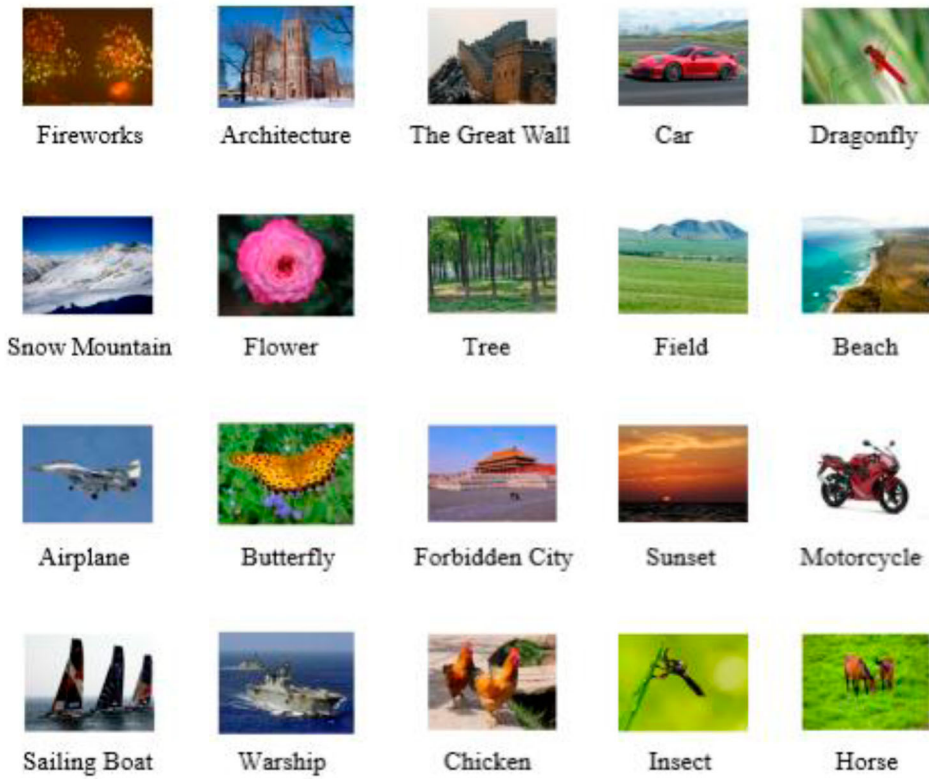 Fireworks
Architecture
The Great Wall
Car
Dragonfly
Snow Mountain
Flower
Tree
Field
Beach
Airplane
Butterfly
Forbidden City
Sunset
Motorcycle
Sailing Boat
Warship
Chicken
Insect
Horse